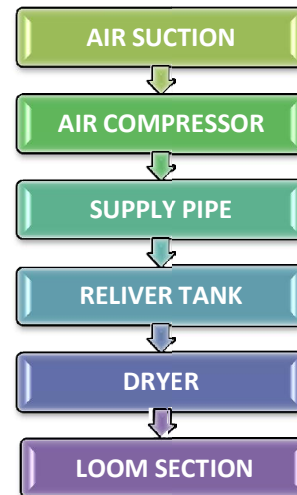 AIR SUCTION
AIR COMPRESSOR
SUPPLY PIPE
RELIVER TANK
DRYER
LOOM SECTION